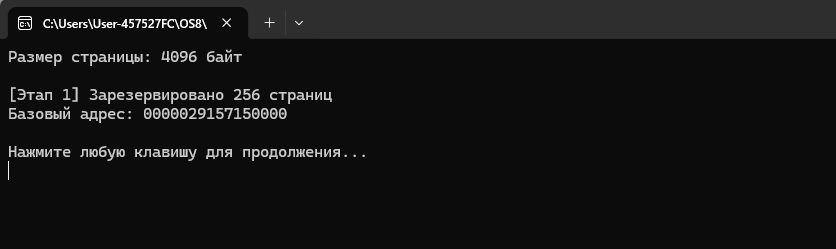 C:\Users\User-457527FC\OS8\
Размер страницы: 4096 байт
[Этап 1] Зарезервировано 256 страниц
Базовый адрес: 0000029157150000
Нажмите любую клавишу для продолжения...